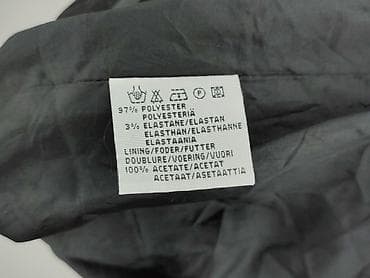 97% POLYESTER
POLYESTERIÄ
3% ELASTANE/ELASTAN
ELASTHAN/ELASTHANNE
ELASTAANIA
LINING/FODER/FUTTER
DOUBLURE/VOERING/VUORI
100% ACETATE/ACETAT
ACETAAT/ASETAATTIA